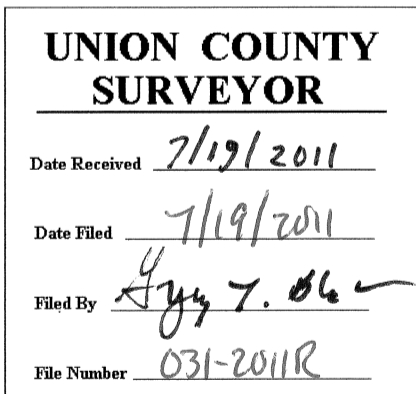 UNION COUNTY
SURVEYOR
Date Received 7/19/2011
Date Filed 7/19/2011
Filed By T.
File Number 031-2011R